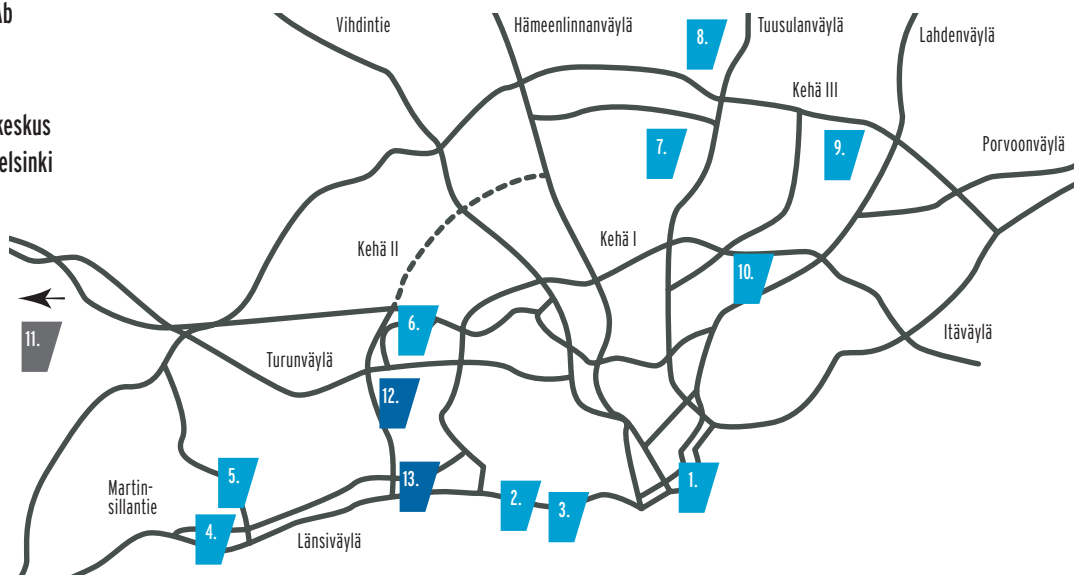 Ab
keskus
elsinki
Vihdintie
Hämeenlinnanväylä
8.
Tuusulanväylä
Lahdenväylä
Kehä III
7.
9.
Porvoonväylä
Kehä II
Kehä I
10.
11.
6.
Itäväylä
Turunväylä
12.
5.
13.
1.
Martin-
sillantie
2.
3.
4.
Länsiväylä